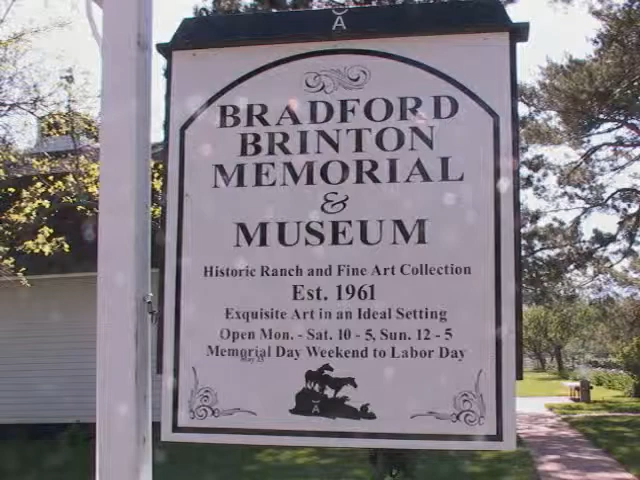 A
BRADFORD
BRINTON
MEMORIAL
&
MUSEUM
Historic Ranch and Fine Art Collection
Est. 1961
Exquisite Art in an Ideal Setting
Open Mon. - Sat. 10 - 5, Sun. 12 - 5
Memorial Day Weekend to Labor Day
A